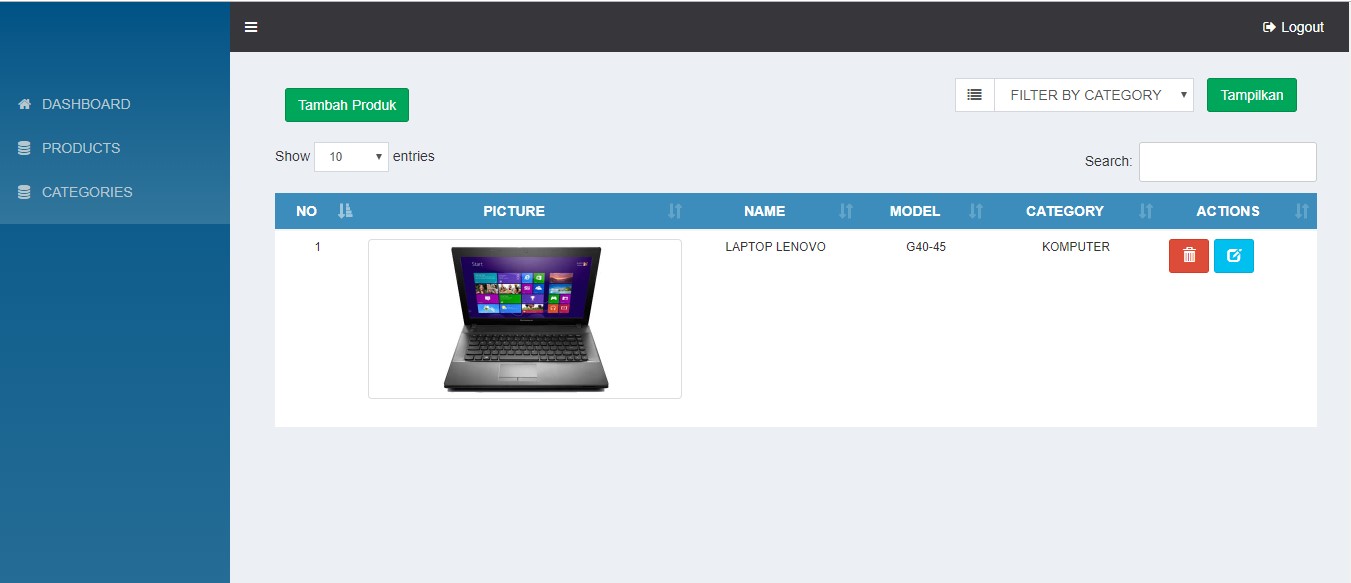 Logout
DASHBOARD
PRODUCTS
CATEGORIES
Tambah Produk
FILTER BY CATEGORY
Tampilkan
Show 10 entries
Search:
NO PICTURE NAME MODEL CATEGORY ACTIONS
1 LAPTOP LENOVO G40-45 KOMPUTER
Start